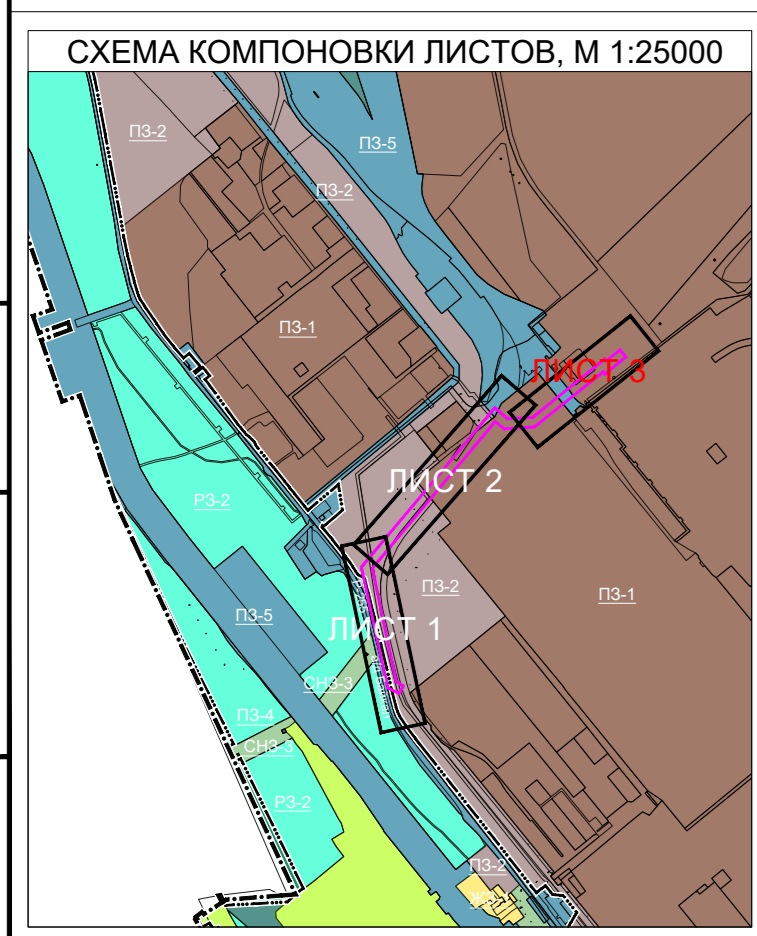 СХЕМА КОМПОНОВКИ ЛИСТОВ, М 1:25000
ПЗ-2
ПЗ-5
ПЗ-2
ПЗ-1
ЛИСТ 3
ЛИСТ 2
РЗ-2
ПЗ-2
ПЗ-1
ПЗ-5
ЛИСТ 1
СНЗ-3
ПЗ-4
СНЗ-3
РЗ-2
ПЗ-2